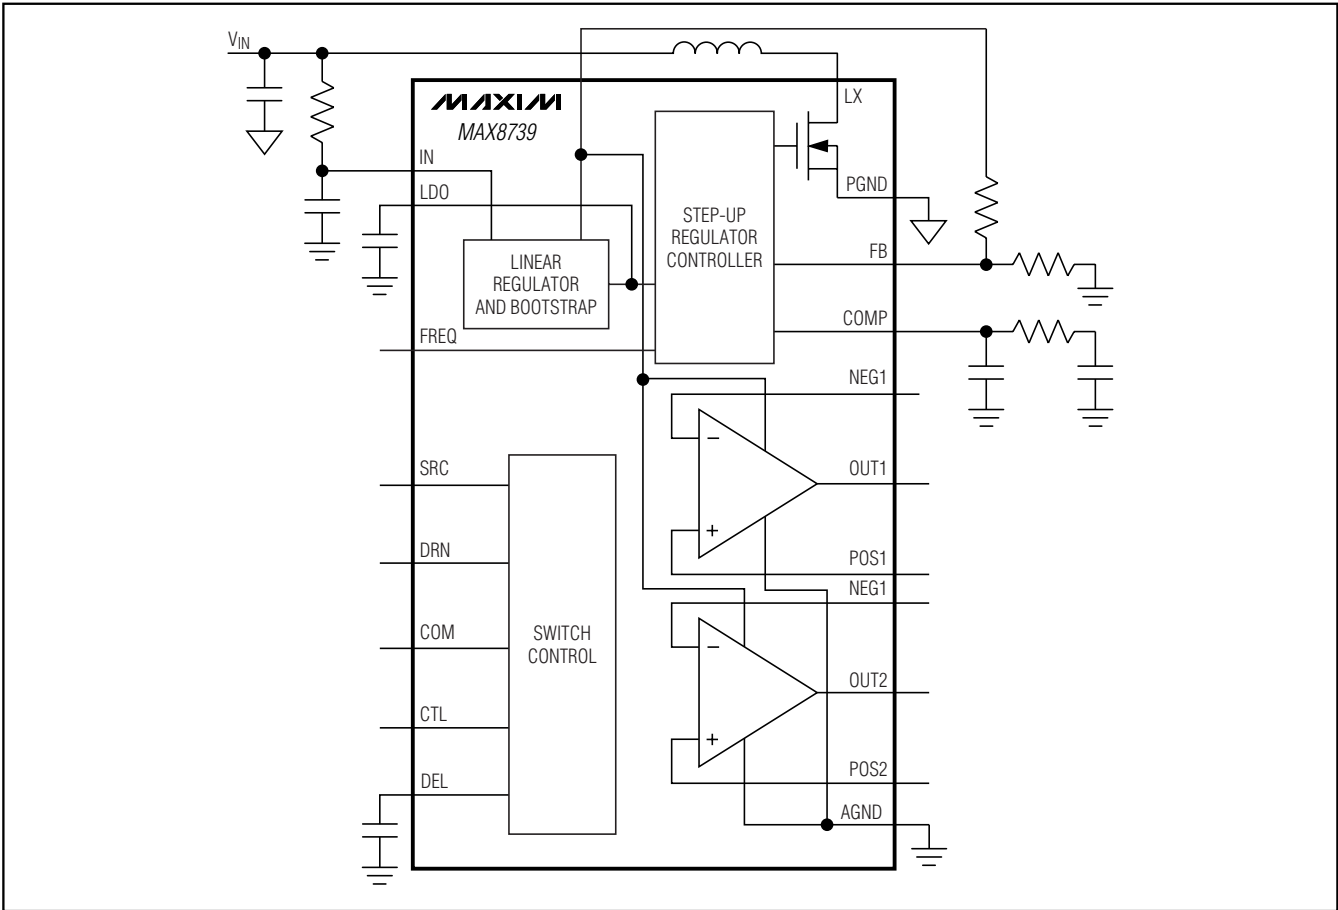 VIN
MAXIM
MAX8739
LX
IN
LDO
PGND
STEP-UP
REGULATOR
CONTROLLER
FB
LINEAR
REGULATOR
AND BOOTSTRAP
COMP
FREQ
NEG1
−
SRC
OUT1
+
DRN
POS1
NEG1
COM
SWITCH
CONTROL
−
OUT2
CTL
+
POS2
DEL
AGND